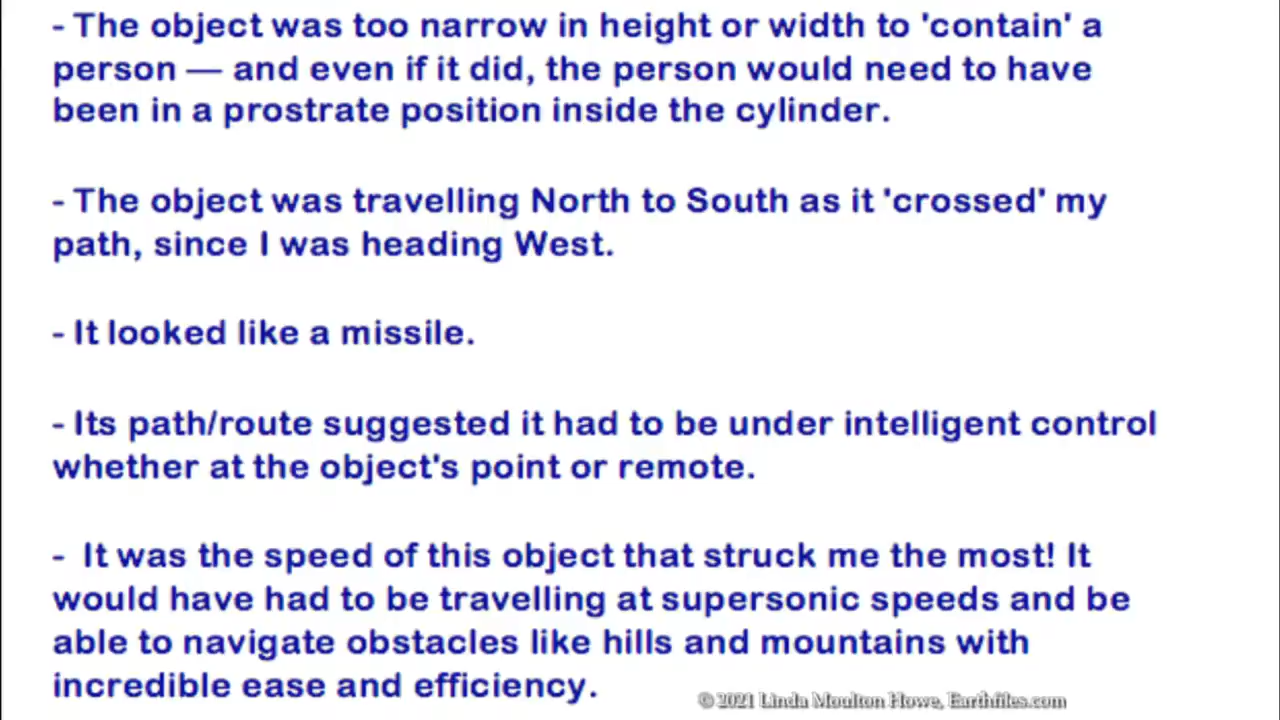 - The object was too narrow in height or width to 'contain' a
person — and even if it did, the person would need to have
been in a prostrate position inside the cylinder.
- The object was travelling North to South as it 'crossed' my
path, since I was heading West.
- It looked like a missile.
- Its path/route suggested it had to be under intelligent control
whether at the object's point or remote.
- It was the speed of this object that struck me the most! It
would have had to be travelling at supersonic speeds and be
able to navigate obstacles like hills and mountains with
incredible ease and efficiency.
© 2021 Linda Moulton Howe, Earthfiles.com